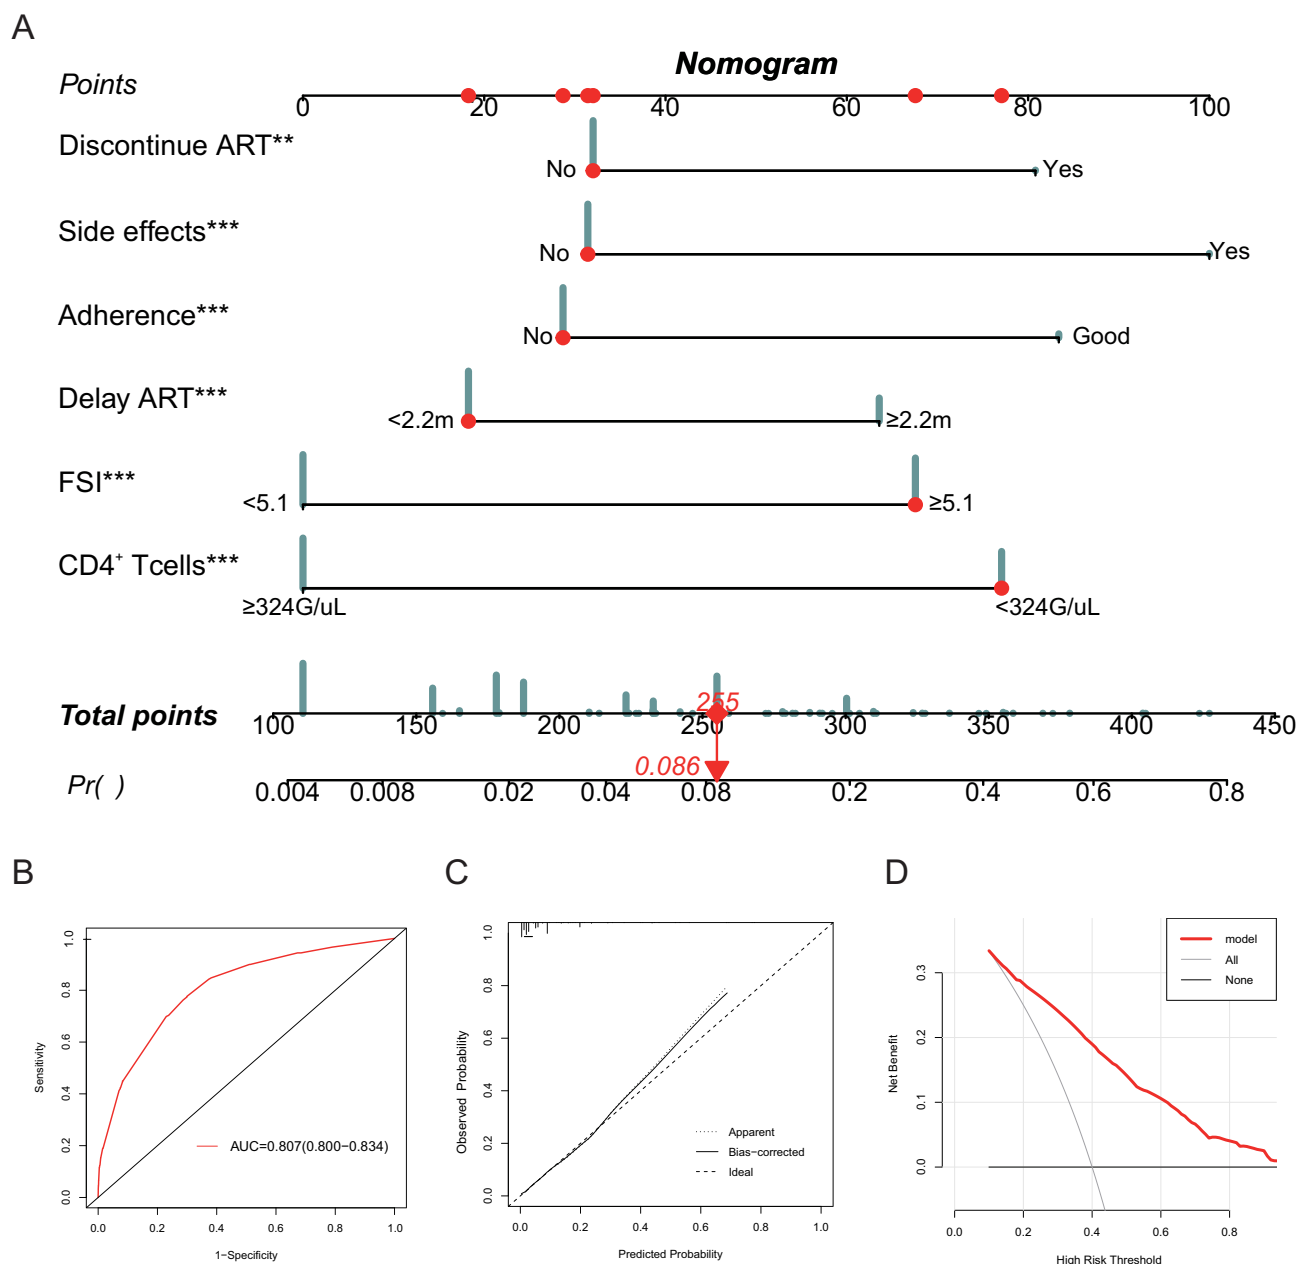 A
Nomogram
Points
0 20 40 60 80 100
Discontinue ART**
No Yes
Side effects***
No Yes
Adherence***
No Good
Delay ART***
<2.2m ≥2.2m
FSI***
<5.1 ≥5.1
CD4⁺ Tcells***
≥324G/uL <324G/uL
255
Total points
100 150 200 250 300 350 400 450
0.086
Pr( )
0.004 0.008 0.02 0.04 0.08 0.2 0.4 0.6 0.8
B
Sensitivity
0.0 0.2 0.4 0.6 0.8 1.0
AUC=0.807(0.800−0.834)
0.0 0.2 0.4 0.6 0.8 1.0
1−Specificity
C
Observed Probability
0.0 0.2 0.4 0.6 0.8 1.0
Apparent
Bias−corrected
Ideal
0.0 0.2 0.4 0.6 0.8 1.0
Predicted Probability
D
Net Benefit
0.0 0.1 0.2 0.3
model
All
None
0.0 0.2 0.4 0.6 0.8
High Risk Threshold